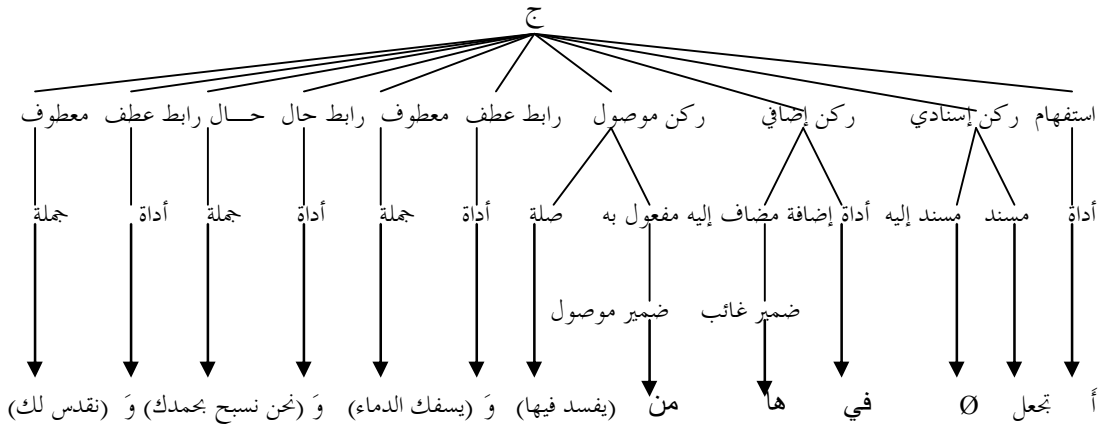 ج
استفهام ركن إسنادي ركن إضافي ركن موصول رابط عطف معطوف رابط حال حـــال رابط عطف معطوف
أداة مسند مسند إليه أداة إضافة مضاف إليه مفعول به صلة أداة جملة أداة جملة أداة جملة
ضمير غائب ضمير موصول
أَ تجعل Ø في ها من (يفسد فيها) وَ (يسفك الدماء) وَ (نحن نسبح بحمدك) وَ (نقدس لك)